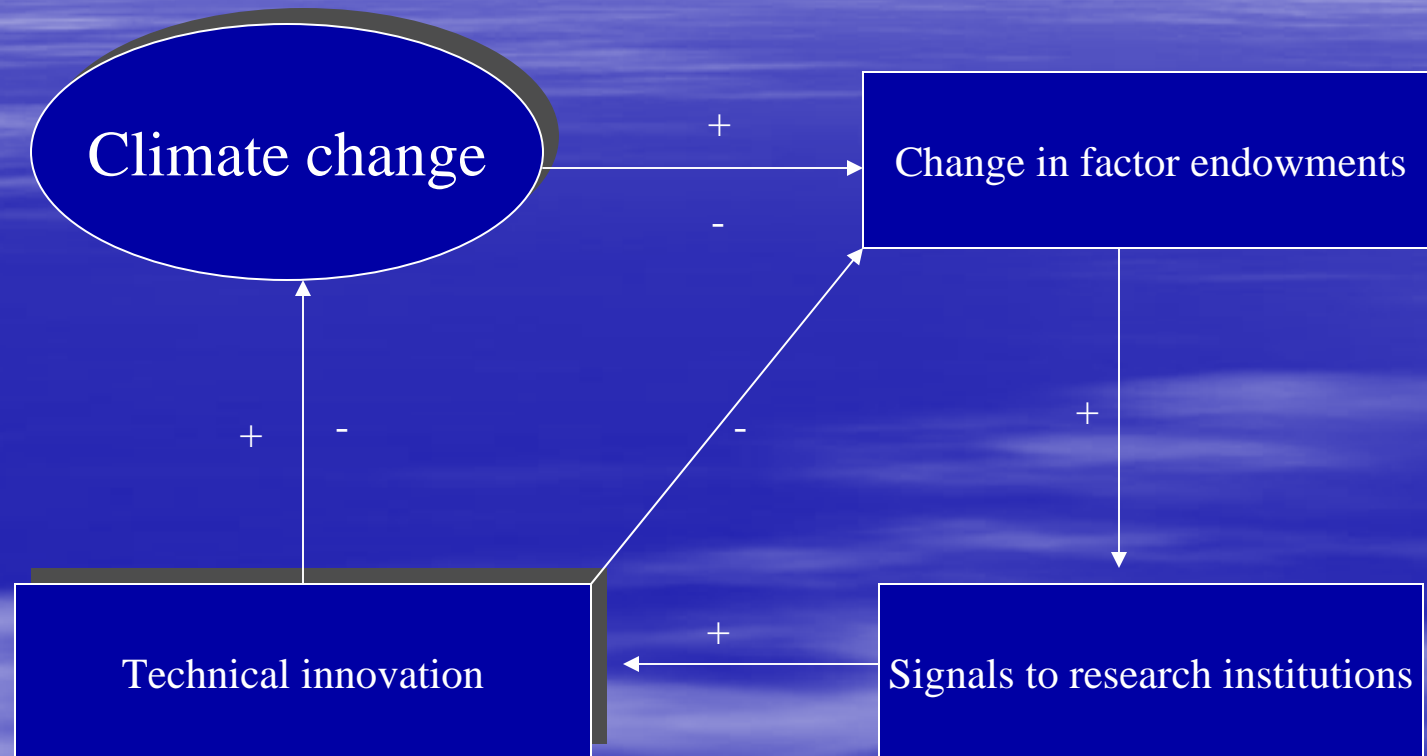 Climate change
+
-
Change in factor endowments
+
-
-
+
+
Technical innovation
Signals to research institutions